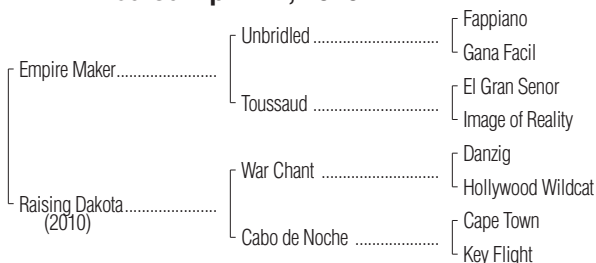 Fappiano
Unbridled
Gana Facil
Empire Maker
El Gran Senor
Toussaud
Image of Reality
Danzig
War Chant
Hollywood Wildcat
Raising Dakota
(2010)
Cape Town
Cabo de Noche
Key Flight